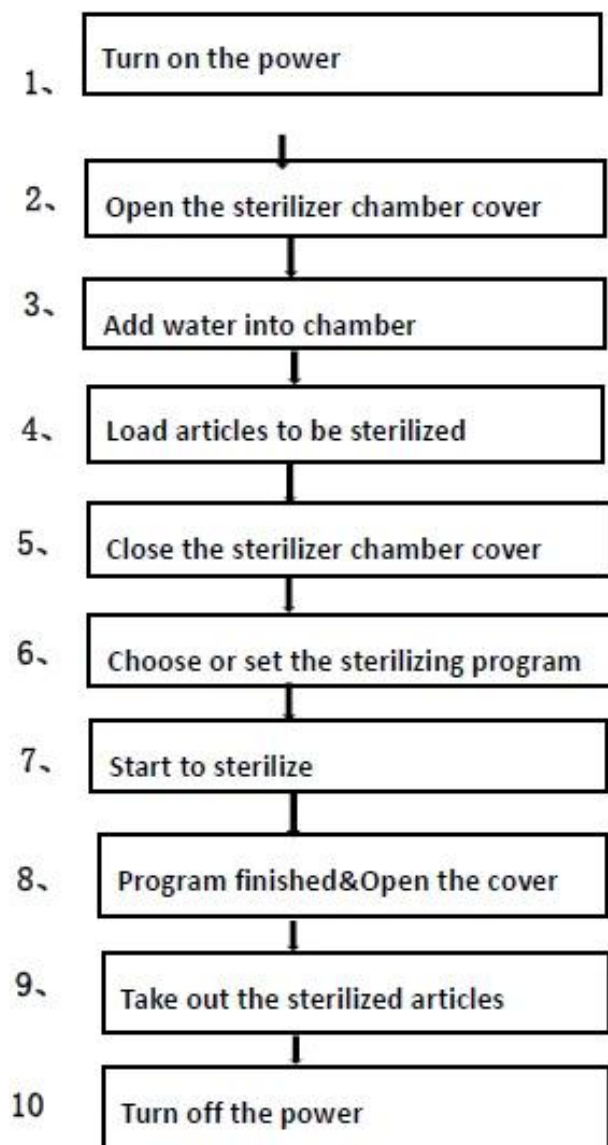 Turn on the power
1、
2、
Open the sterilizer chamber cover
3、
Add water into chamber
4、
Load articles to be sterilized
5、
Close the sterilizer chamber cover
6、
Choose or set the sterilizing program
7、
Start to sterilize
8、
Program finished&Open the cover
9、
Take out the sterilized articles
10
Turn off the power